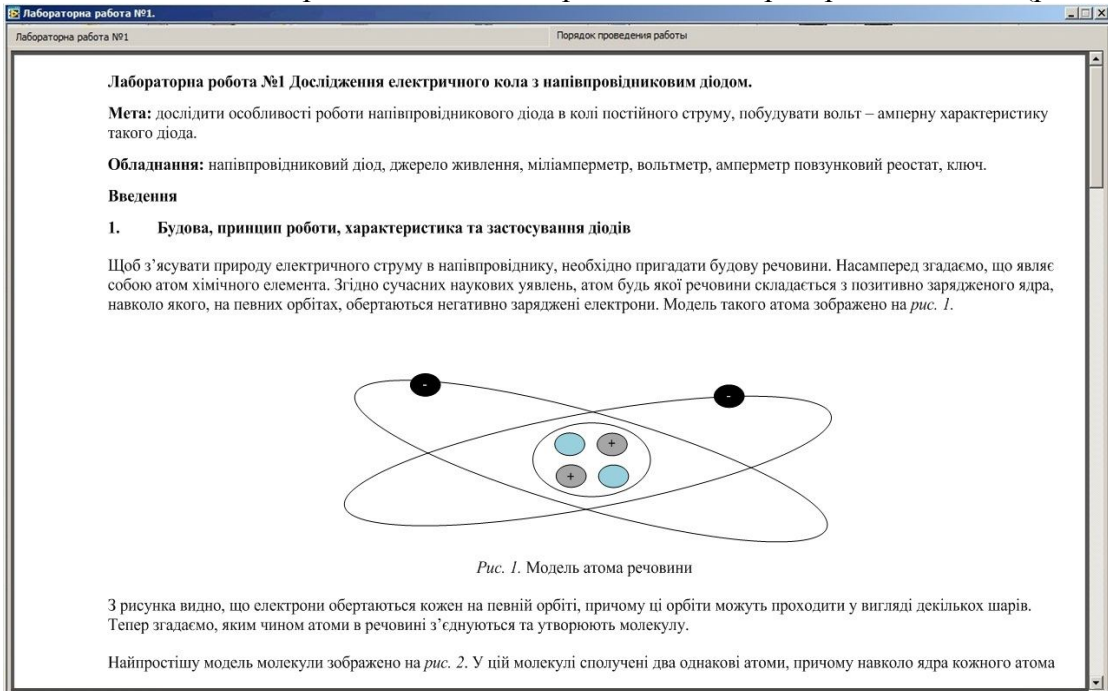 Лабораторна работа №1.
Лабораторна работа №1
Порядок проведения работы
Лабораторна робота №1 Дослідження електричного кола з напівпровідниковим діодом.
Мета: дослідити особливості роботи напівпровідникового діода в колі постійного струму, побудувати вольт – амперну характеристику
такого діода.
Обладнання: напівпровідниковий діод, джерело живлення, міліамперметр, вольтметр, амперметр повзунковий реостат, ключ.
Введення
1. Будова, принцип роботи, характеристика та застосування діодів
Щоб з’ясувати природу електричного струму в напівпровіднику, необхідно пригадати будову речовини. Насамперед згадаємо, що являє
собою атом хімічного елемента. Згідно сучасних наукових уявлень, атом будь якої речовини складається з позитивно зарядженого ядра,
навколо якого, на певних орбітах, обертаються негативно заряджені електрони. Модель такого атома зображено на рис. 1.
-
-
+
+
Рис. 1. Модель атома речовини
З рисунка видно, що електрони обертаються кожен на певній орбіті, причому ці орбіти можуть проходити у вигляді декількох шарів.
Тепер згадаємо, яким чином атоми в речовині з’єднуються та утворюють молекулу.
Найпростішу модель молекули зображено на рис. 2. У цій молекулі сполучені два однакові атоми, причому навколо ядра кожного атома